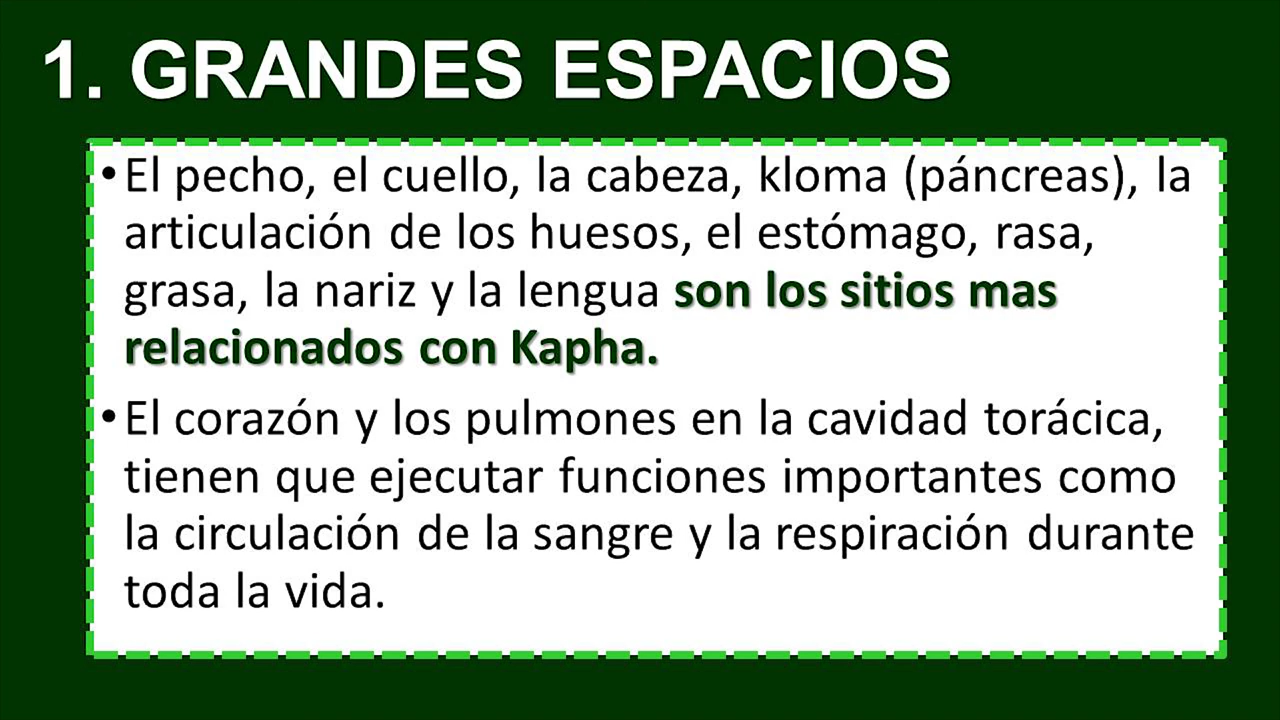 1. GRANDES ESPACIOS
•El pecho, el cuello, la cabeza, kloma (páncreas), la
articulación de los huesos, el estómago, rasa,
grasa, la nariz y la lengua son los sitios mas
relacionados con Kapha.
•El corazón y los pulmones en la cavidad torácica,
tienen que ejecutar funciones importantes como
la circulación de la sangre y la respiración durante
toda la vida.